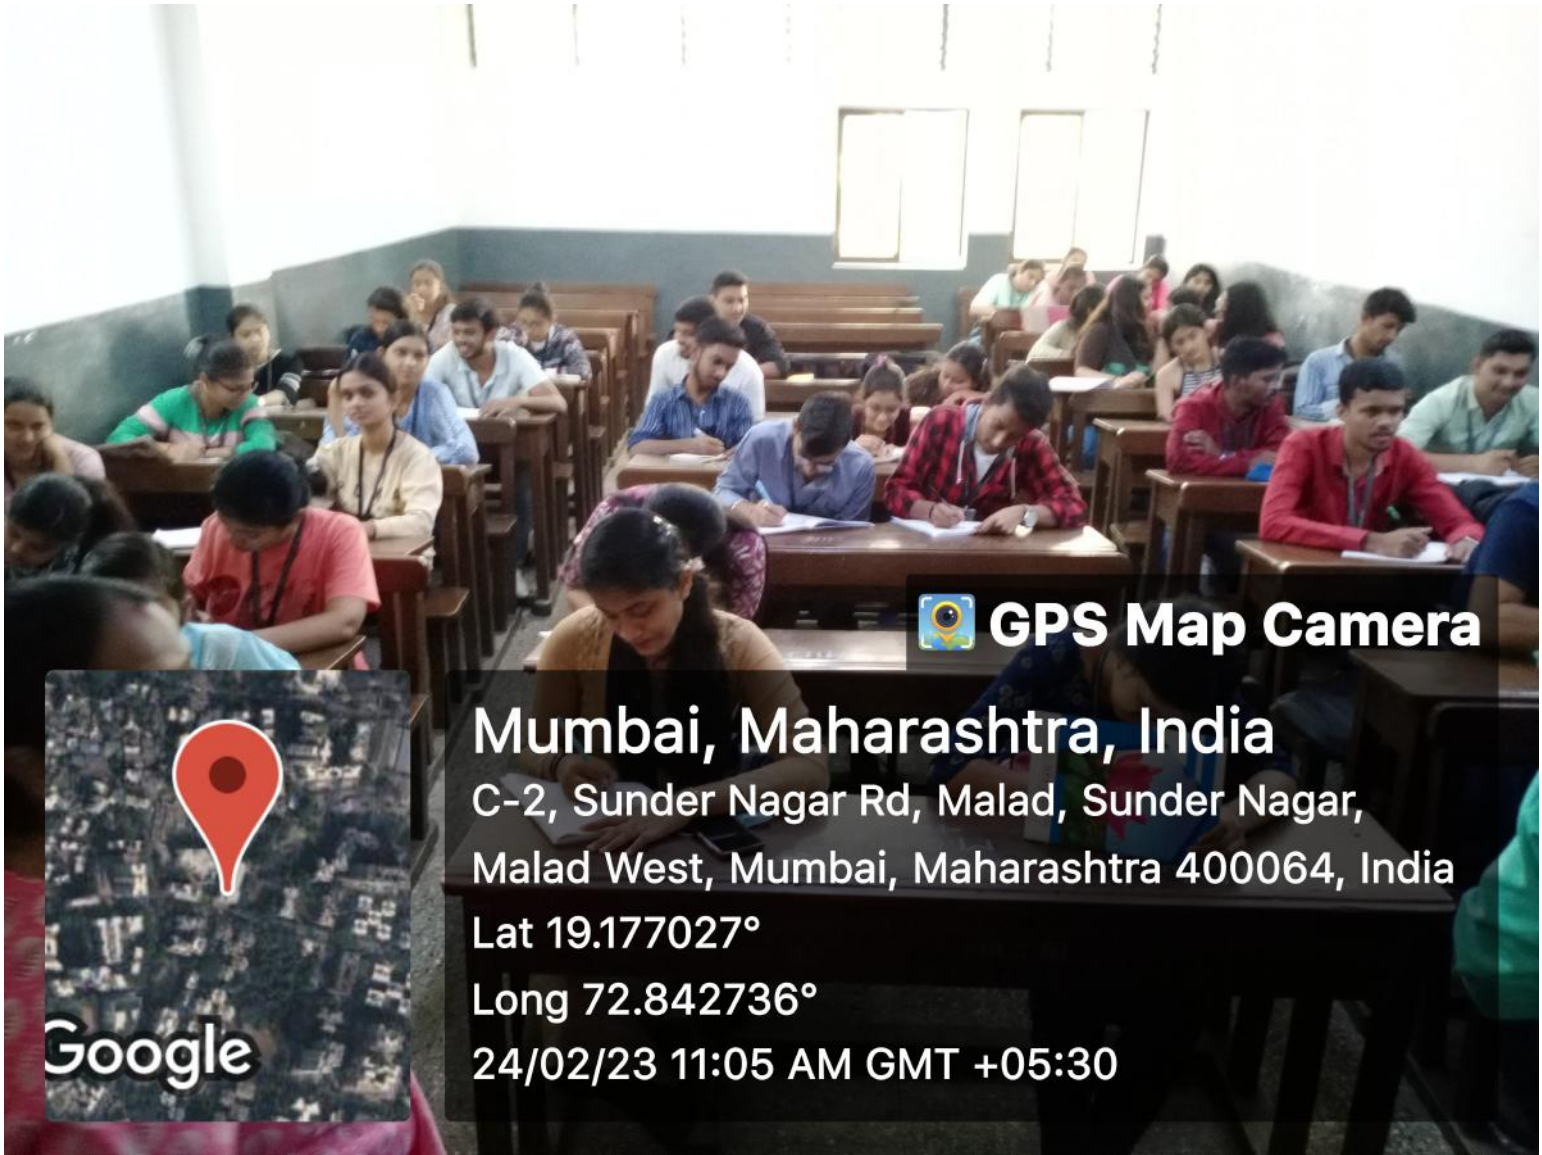 GPS Map Camera
Mumbai, Maharashtra, India
C-2, Sunder Nagar Rd, Malad, Sunder Nagar,
Malad West, Mumbai, Maharashtra 400064, India
Lat 19.177027°
Long 72.842736°
24/02/23 11:05 AM GMT +05:30
Google